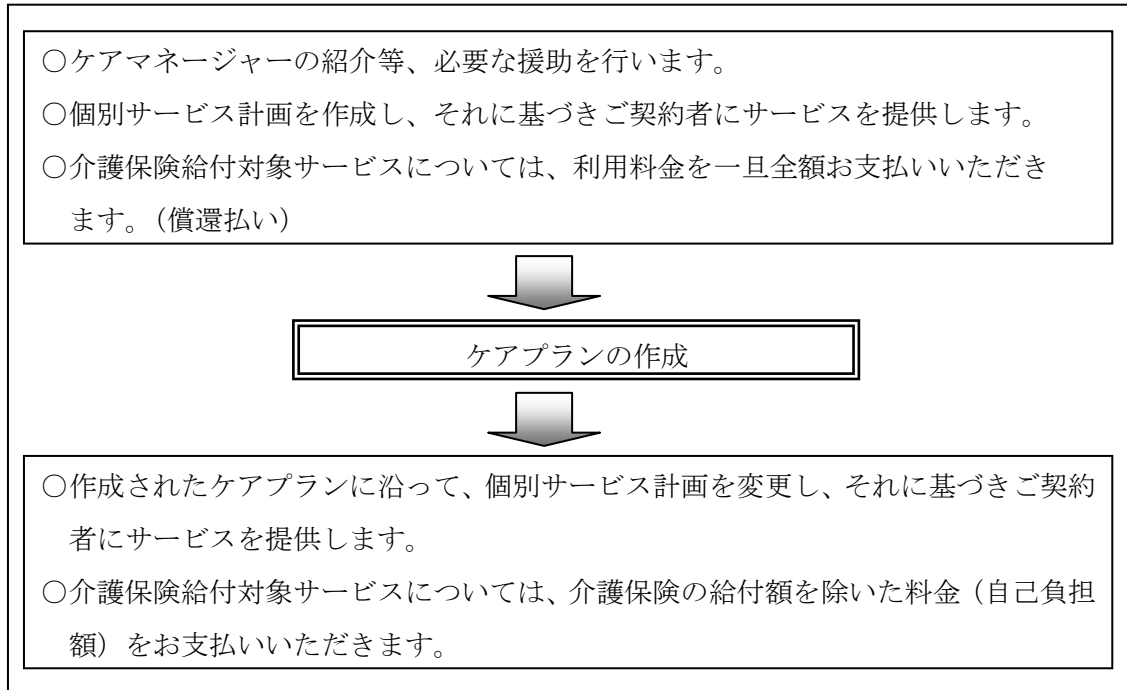 ○ケアマネージャーの紹介等、必要な援助を行います。
○個別サービス計画を作成し、それに基づきご契約者にサービスを提供します。
○介護保険給付対象サービスについては、利用料金を一旦全額お支払いいただき
ます。（償還払い）
ケアプランの作成
○作成されたケアプランに沿って、個別サービス計画を変更し、それに基づきご契約
者にサービスを提供します。
○介護保険給付対象サービスについては、介護保険の給付額を除いた料金（自己負担
額）をお支払いいただきます。